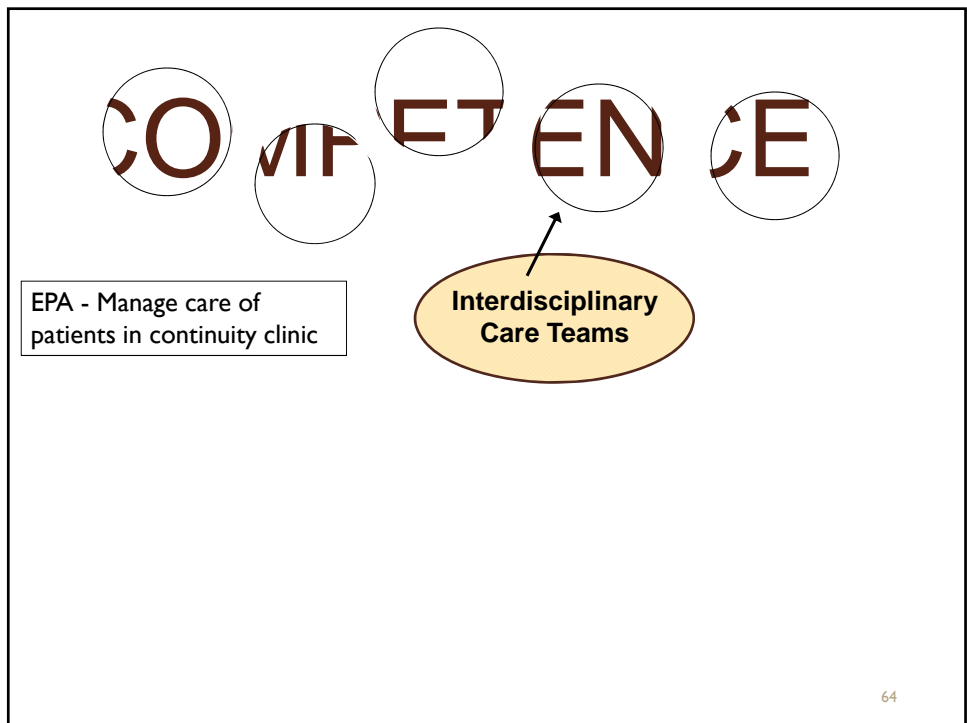 COMPETENCE
EPA - Manage care of
patients in continuity clinic
Interdisciplinary
Care Teams
64